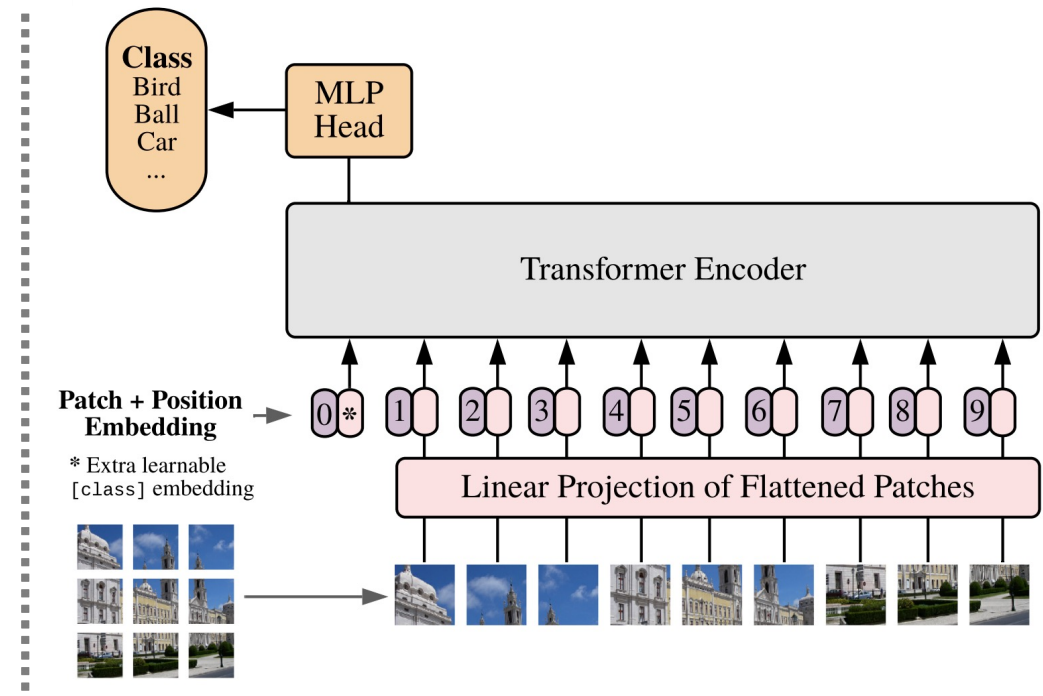 Class
Bird
Ball
Car
...
MLP
Head
Transformer Encoder
Patch + Position
Embedding
0 * 1 2 3 4 5 6 7 8 9
* Extra learnable
[class] embedding
Linear Projection of Flattened Patches